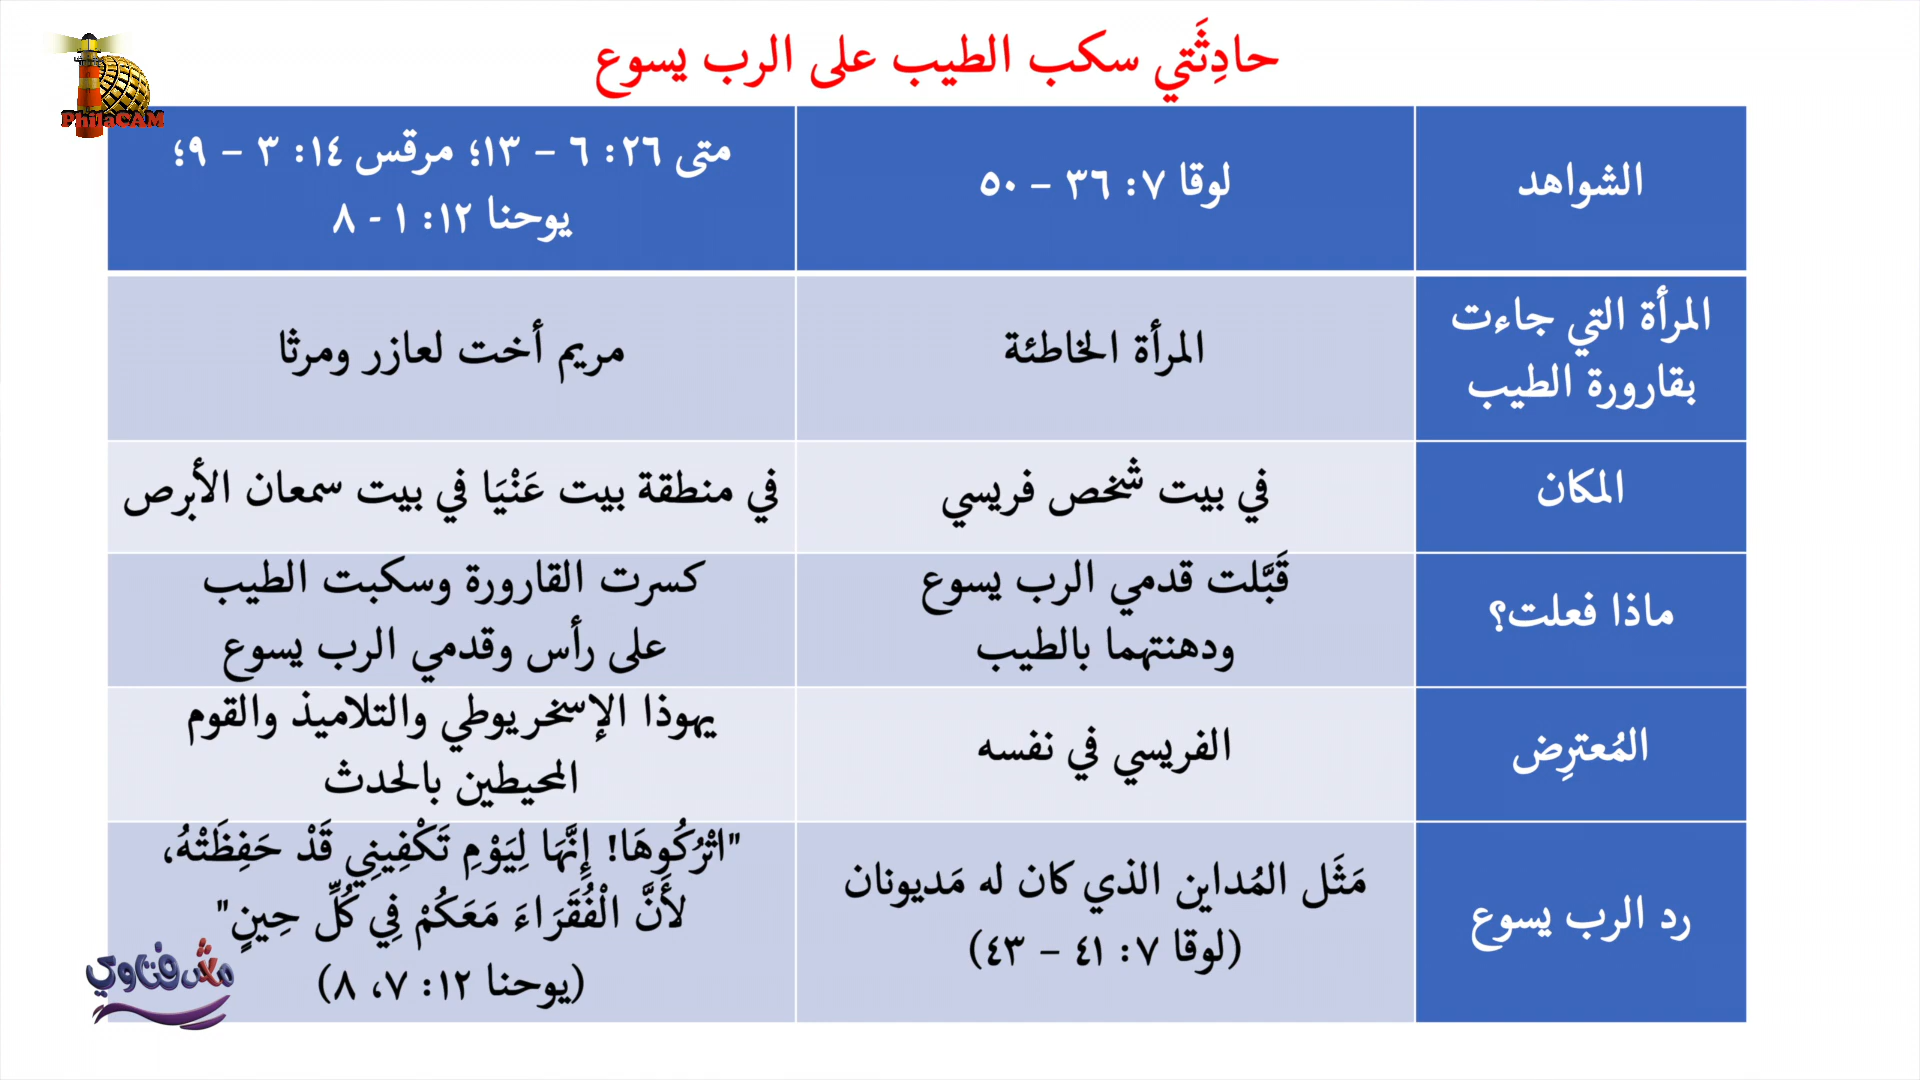 حادِثَتي سكب الطيب على الرب يسوع
PhilaCAM
الشواهد
لوقا ٧: ٣٦ – ٥٠
متى ٢٦: ٦ – ١٣؛ مرقس ١٤: ٣ – ٩؛
يوحنا ١٢: ١ - ٨
المرأة التي جاءت
بقارورة الطيب
المرأة الخاطئة
مريم أخت لعازر ومرثا
المكان
في بيت شخص فريسي
في منطقة بيت عَنْيَا في بيت سمعان الأبرص
ماذا فعلت؟
قَبَّلت قدمي الرب يسوع
ودهنتهما بالطيب
كسرت القارورة وسكبت الطيب
على رأس وقدمي الرب يسوع
المُعترِض
الفريسي في نفسه
يهوذا الإسخريوطي والتلاميذ والقوم
المحيطين بالحدث
رد الرب يسوع
مَثَل المُداين الذي كان له مَديونان
(لوقا ٧: ٤١ – ٤٣)
"اتْرُكُوهَا! إِنَّهَا لِيَوْمِ تَكْفِينِي قَدْ حَفِظَتْهُ،
لأَنَّ الْفُقَرَاءَ مَعَكُمْ فِي كُلِّ حِينٍ"
(يوحنا ١٢: ٧، ٨)
مش فتاوي